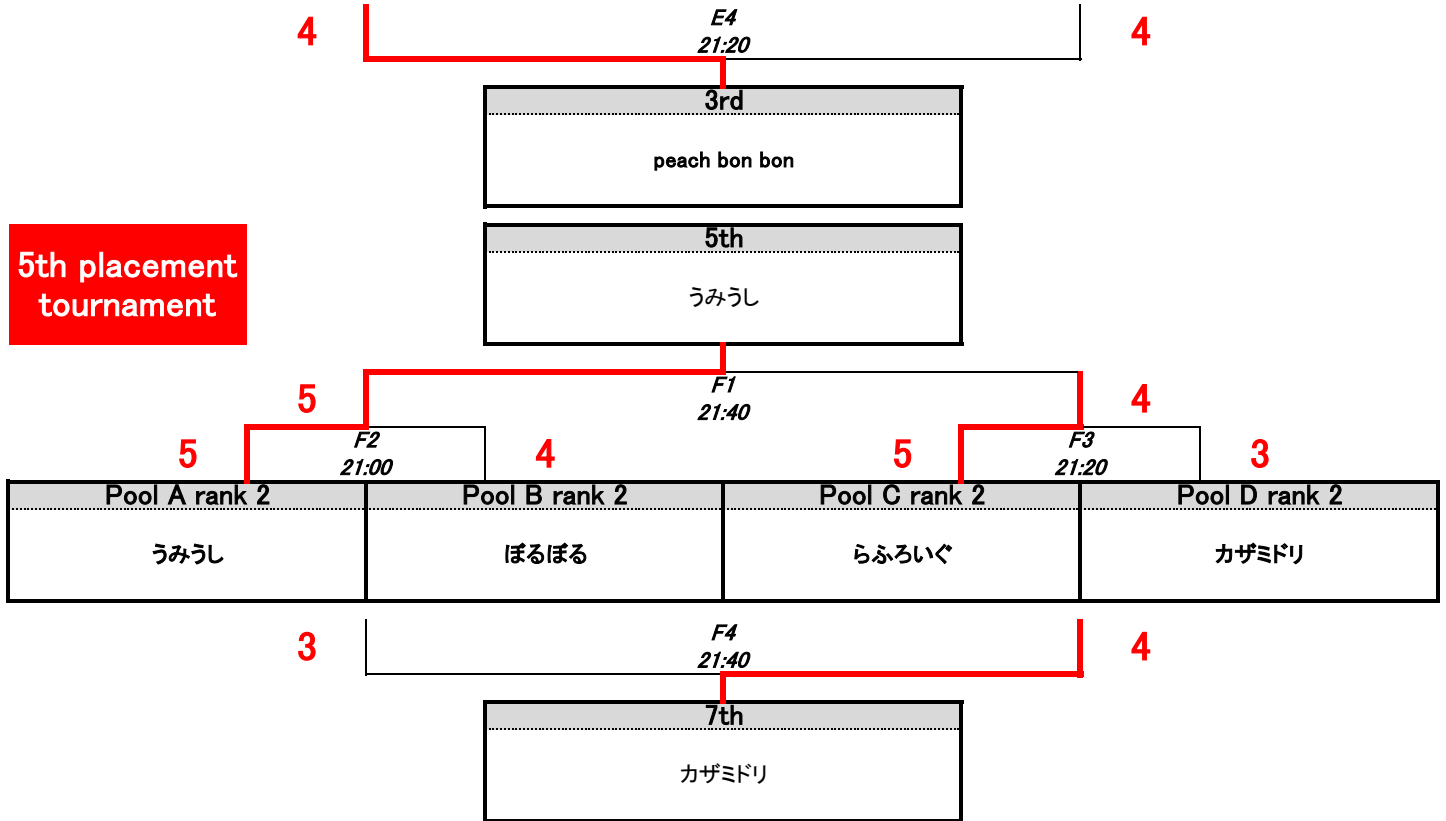 4
E4
4
21:20
3rd
peach bon bon
5th placement
tournament
5th
うみうし
5
F1
4
21:40
5
F2
4
5
F3
3
21:00
21:20
Pool A rank 2
Pool B rank 2
Pool C rank 2
Pool D rank 2
うみうし
ぼるぼる
らふろいぐ
カザミドリ
3
F4
4
21:40
7th
カザミドリ